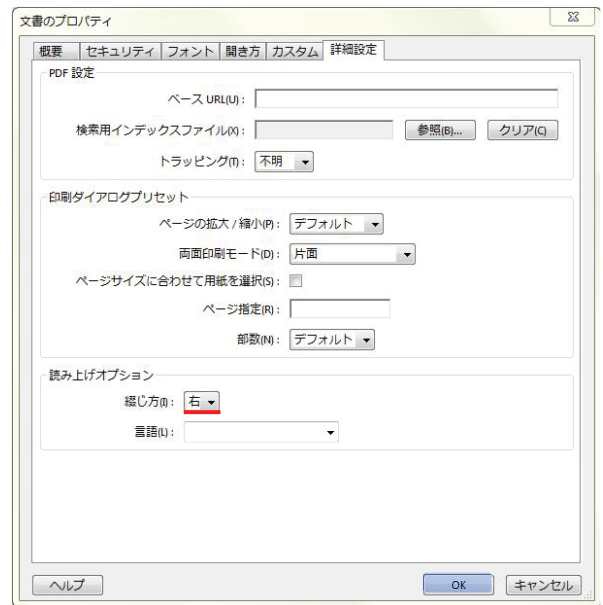 文書のプロパティ
概要 セキュリティ フォント 開き方 カスタム 詳細設定
PDF 設定
ベース URL(U):
検索用インデックスファイル(X): 参照(B)... クリア(C)
トラッピング(T): 不明
印刷ダイアログプリセット
ページの拡大 / 縮小(P): デフォルト
両面印刷モード(D): 片面
ページサイズに合わせて用紙を選択(S):
ページ指定(R):
部数(N): デフォルト
読み上げオプション
綴じ方(I): 右
言語(L):
ヘルプ OK キャンセル